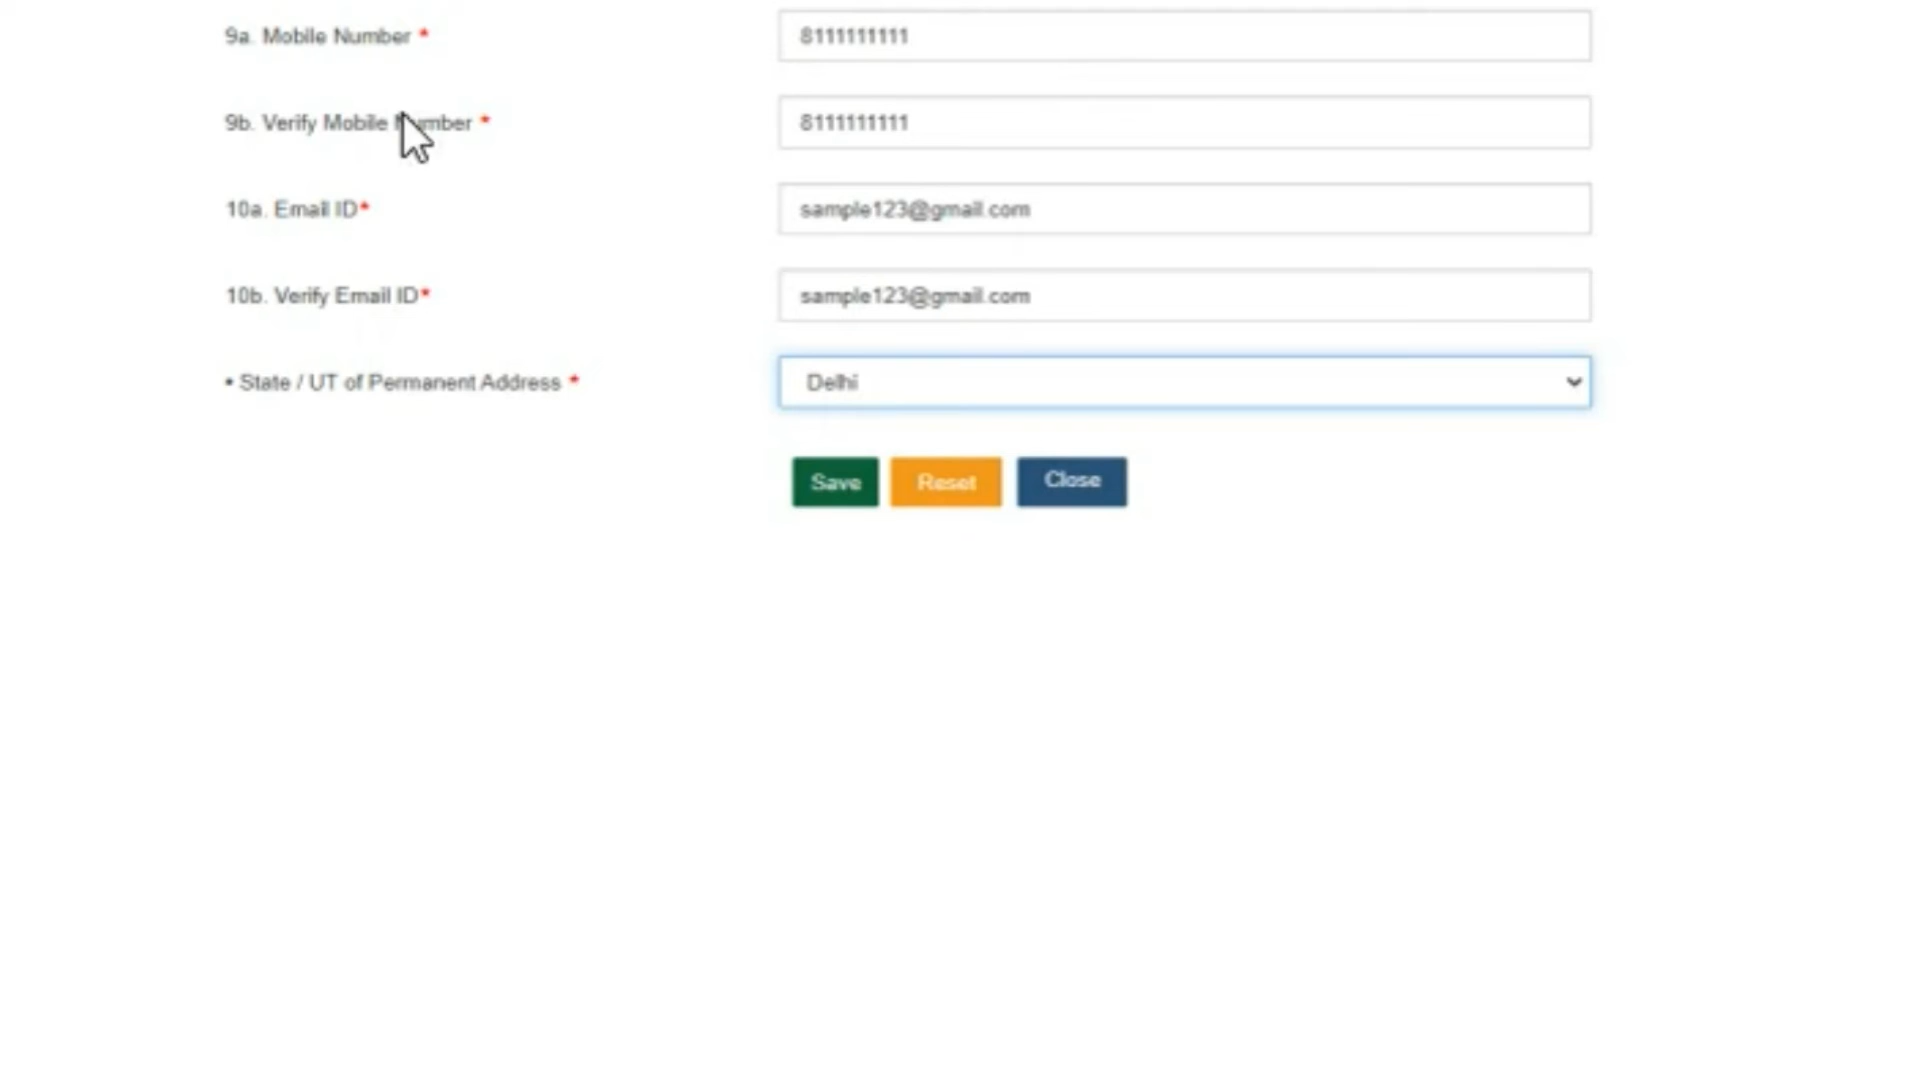 9a. Mobile Number * 8111111111
9b. Verify Mobile Number * 8111111111
10a. Email ID* sample123@gmail.com
10b. Verify Email ID* sample123@gmail.com
▪ State / UT of Permanent Address * Delhi
Save Reset Close